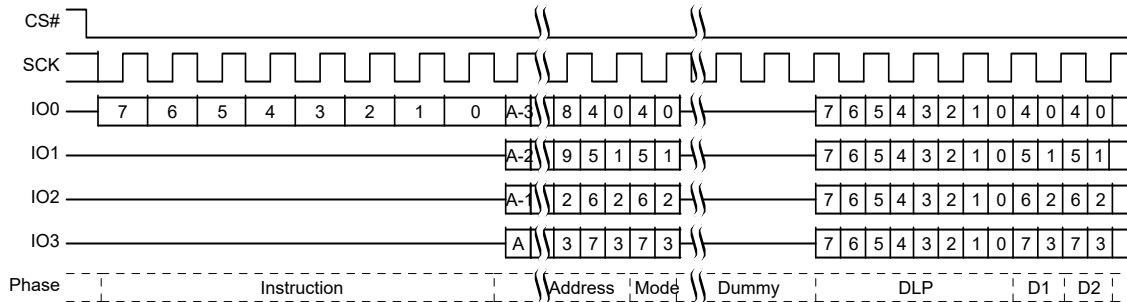 CS#
SCK
IO0 7 6 5 4 3 2 1 0 A-3 8 4 0 4 0 7 6 5 4 3 2 1 0 4 0 4 0
IO1 A-2 9 5 1 5 1 7 6 5 4 3 2 1 0 5 1 5 1
IO2 A-1 2 6 2 6 2 7 6 5 4 3 2 1 0 6 2 6 2
IO3 A 3 7 3 7 3 7 6 5 4 3 2 1 0 7 3 7 3
Phase Instruction Address Mode Dummy DLP D1 D2